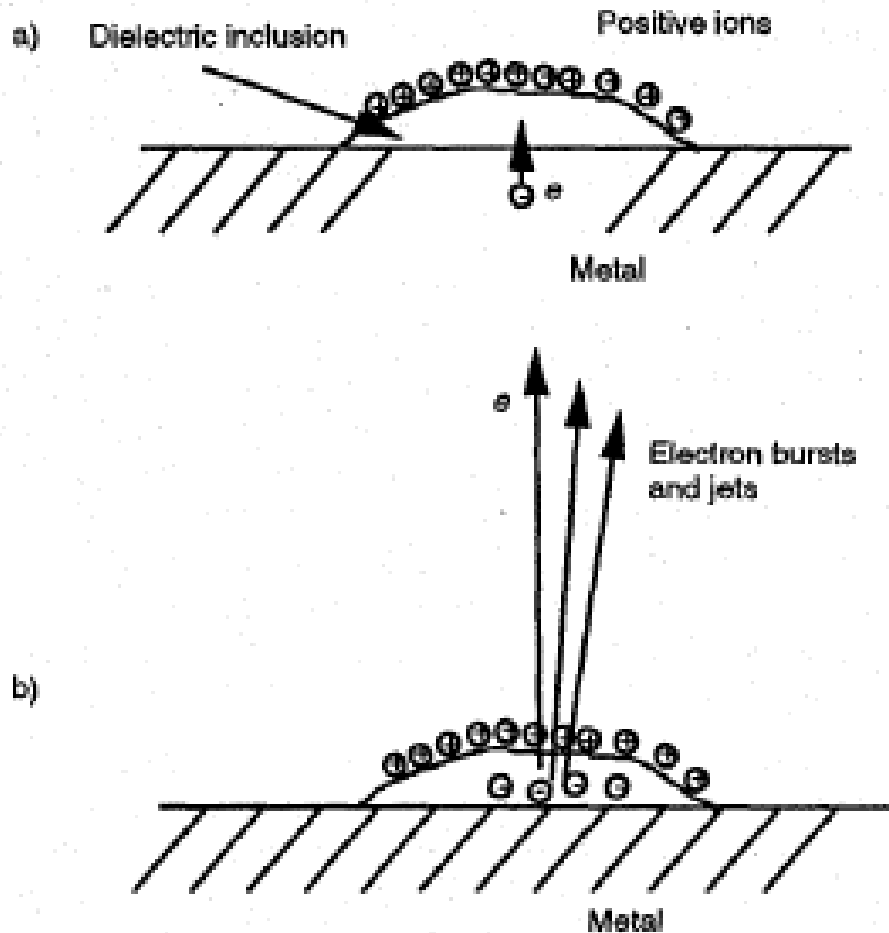 a) Dielectric inclusion Positive ions
e
Metal
e
Electron bursts
and jets
b)
Metal